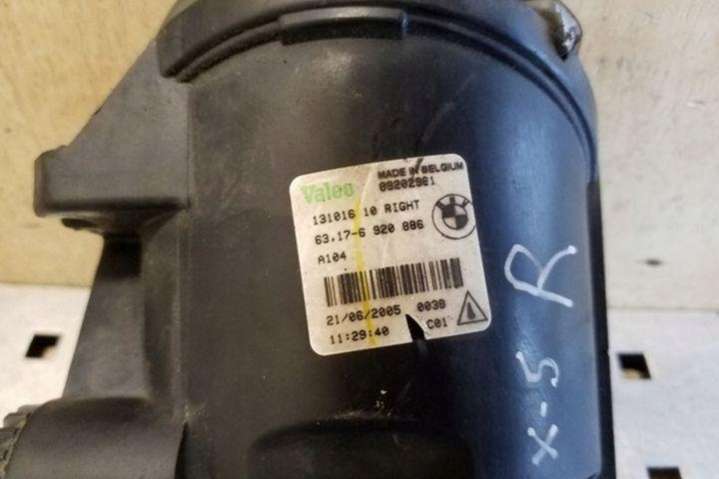 Valeo
MADE IN BELGIUM
89202961
131016 10 RIGHT
63.17-6 920 886
A104
21/06/2005 0038
11:29:40 C01
R
X-5